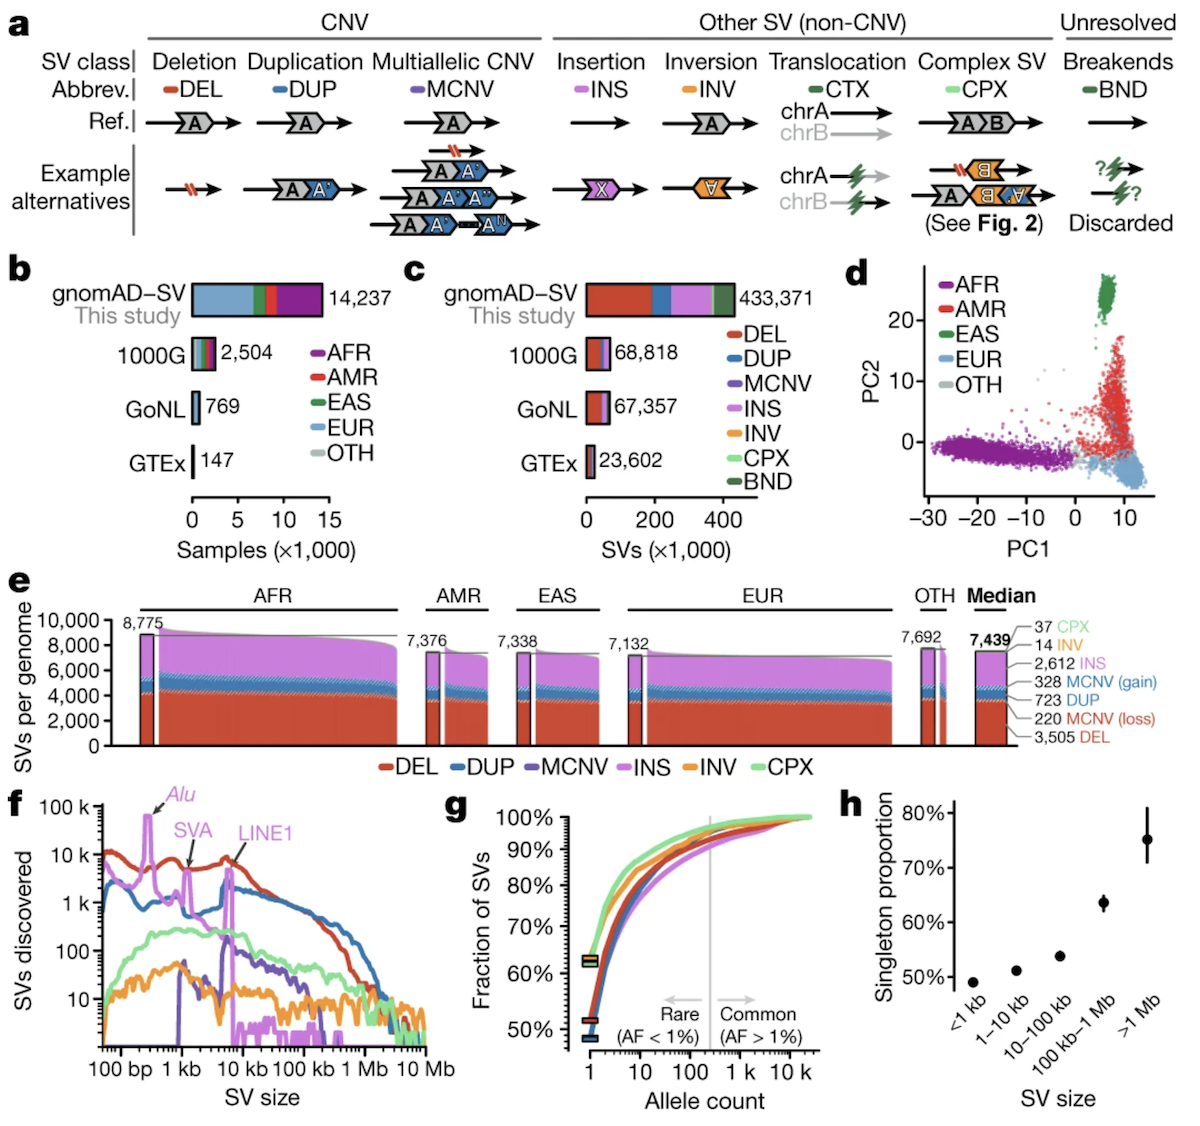 a
CNV Other SV (non-CNV) Unresolved
SV class Deletion Duplication Multiallelic CNV Insertion Inversion Translocation Complex SV Breakends
Abbrev. DEL DUP MCNV INS INV CTX CPX BND
Ref. A A A A chrA A B
chrB
Example alternatives
A A'
A A'
A A' A''
A A' A^N
X
A
chrA
chrB
B
A B A'
? ?
(See Fig. 2) Discarded
b
gnomAD−SV 14,237
This study
1000G 2,504
GoNL 769
GTEx 147
AFR
AMR
EAS
EUR
OTH
0 5 10 15
Samples (×1,000)
c
gnomAD−SV 433,371
This study
1000G 68,818
GoNL 67,357
GTEx 23,602
DEL
DUP
MCNV
INS
INV
CPX
BND
0 200 400
SVs (×1,000)
d
AFR
AMR
EAS
EUR
OTH
PC2
20
10
0
−30 −20 −10 0 10
PC1
e
AFR AMR EAS EUR OTH Median
SVs per genome
10,000
8,000
6,000
4,000
2,000
0
8,775 7,376 7,338 7,132 7,692 7,439
37 CPX
14 INV
2,612 INS
328 MCNV (gain)
723 DUP
220 MCNV (loss)
3,505 DEL
DEL DUP MCNV INS INV CPX
f
SVs discovered
100 k
10 k
1 k
100
10
Alu
SVA
LINE1
100 bp 1 kb 10 kb 100 kb 1 Mb 10 Mb
SV size
g
Fraction of SVs
100%
90%
80%
70%
60%
50%
Rare Common
(AF < 1%) (AF > 1%)
1 10 100 1 k 10 k
Allele count
h
Singleton proportion
80%
70%
60%
50%
<1 kb
1−10 kb
10−100 kb
100 kb−1 Mb
>1 Mb
SV size